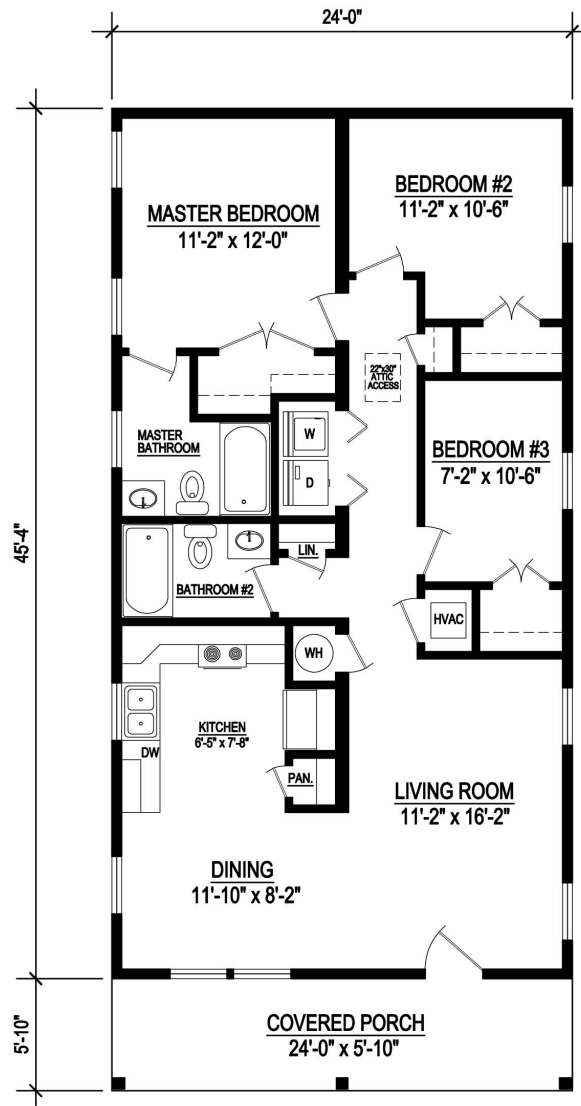 24'-0"
MASTER BEDROOM
11'-2" x 12'-0"
BEDROOM #2
11'-2" x 10'-6"
22"x30"
ATTIC
ACCESS
MASTER
BATHROOM
W
D
BEDROOM #3
7'-2" x 10'-6"
45'-4"
LIN.
BATHROOM #2
HVAC
WH
KITCHEN
6'-5" x 7'-8"
DW
PAN.
LIVING ROOM
11'-2" x 16'-2"
DINING
11'-10" x 8'-2"
5'-10"
COVERED PORCH
24'-0" x 5'-10"